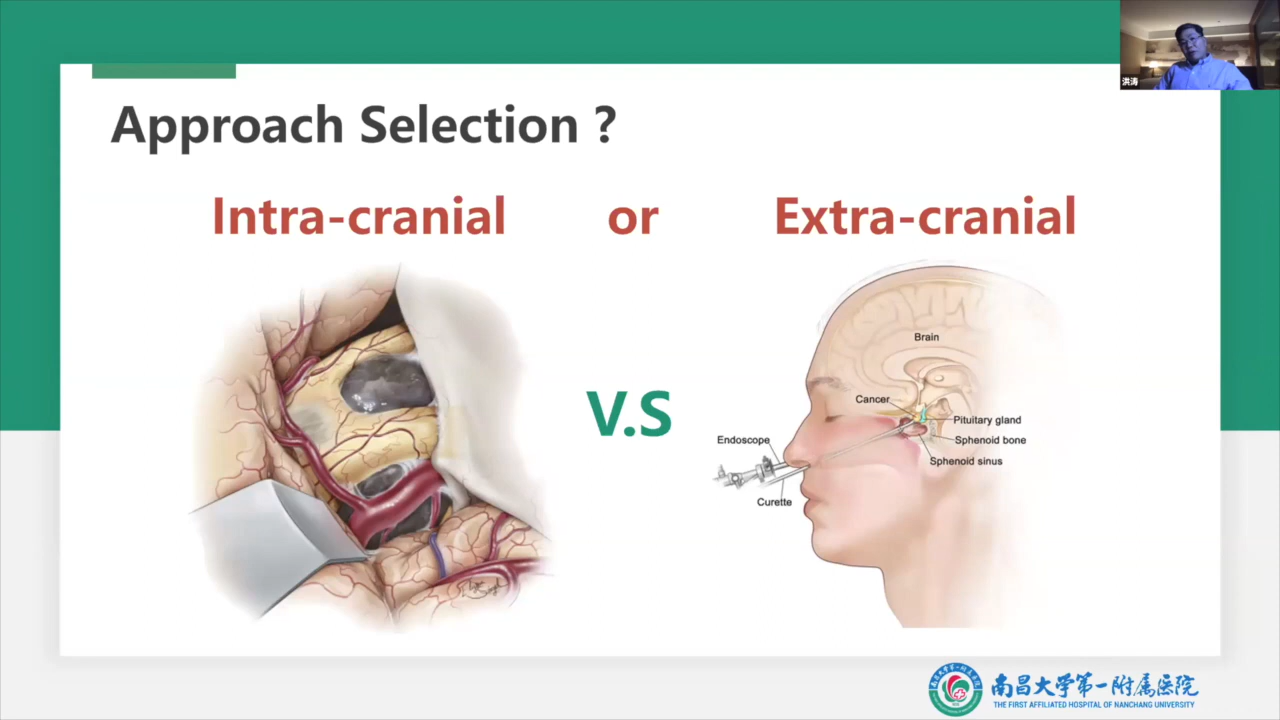 洪涛
Approach Selection ?
Intra-cranial or Extra-cranial
V.S
Brain
Cancer
Pituitary gland
Endoscope
Sphenoid bone
Sphenoid sinus
Curette
南昌大学第一附属医院
THE FIRST AFFILIATED HOSPITAL OF NANCHANG UNIVERSITY